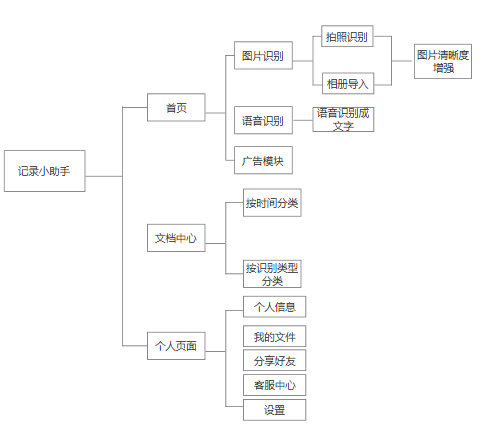 记录小助手
首页
图片识别
拍照识别
相册导入
图片清晰度
增强
语音识别
语音识别成
文字
广告模块
文档中心
按时间分类
按识别类型
分类
个人页面
个人信息
我的文件
分享好友
客服中心
设置